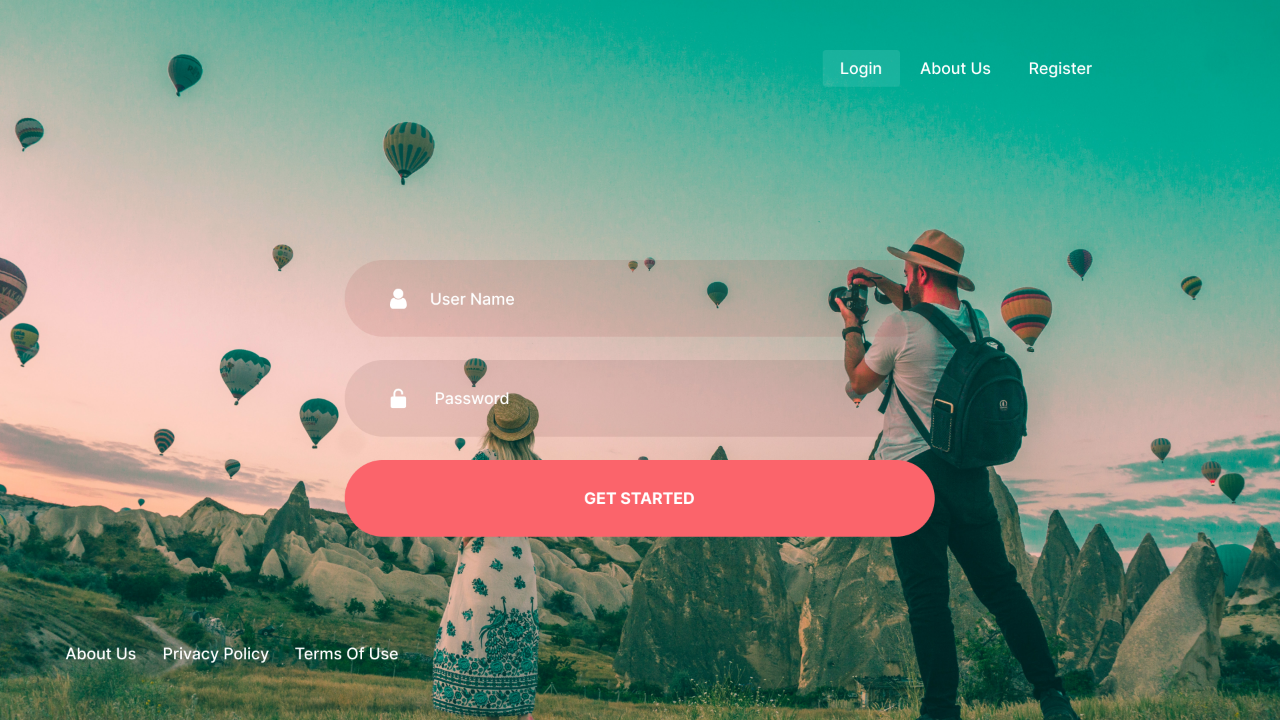 Login About Us Register
User Name
Password
GET STARTED
About Us Privacy Policy Terms Of Use